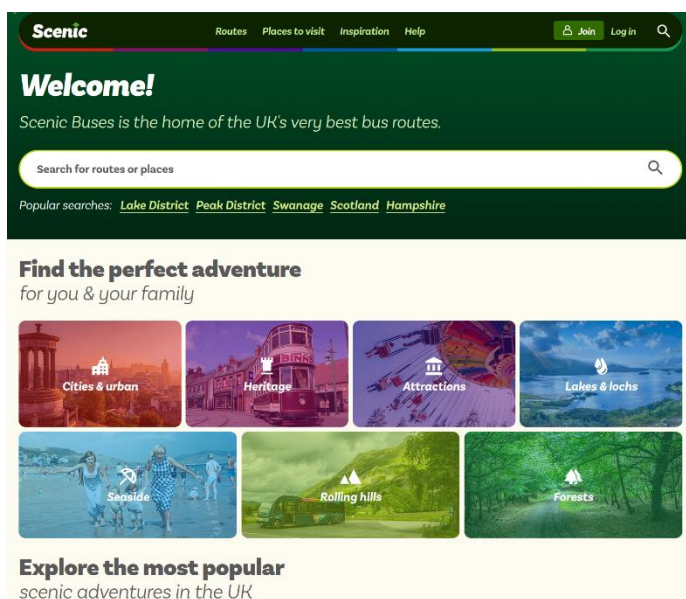 Scenic
Routes Places to visit Inspiration Help
Join Log in
Welcome!
Scenic Buses is the home of the UK's very best bus routes.
Search for routes or places
Popular searches: Lake District Peak District Swanage Scotland Hampshire
Find the perfect adventure
for you & your family
BINNS
Cities & urban Heritage Attractions Lakes & lochs
Seaside Rolling hills Forests
Explore the most popular
scenic adventures in the UK